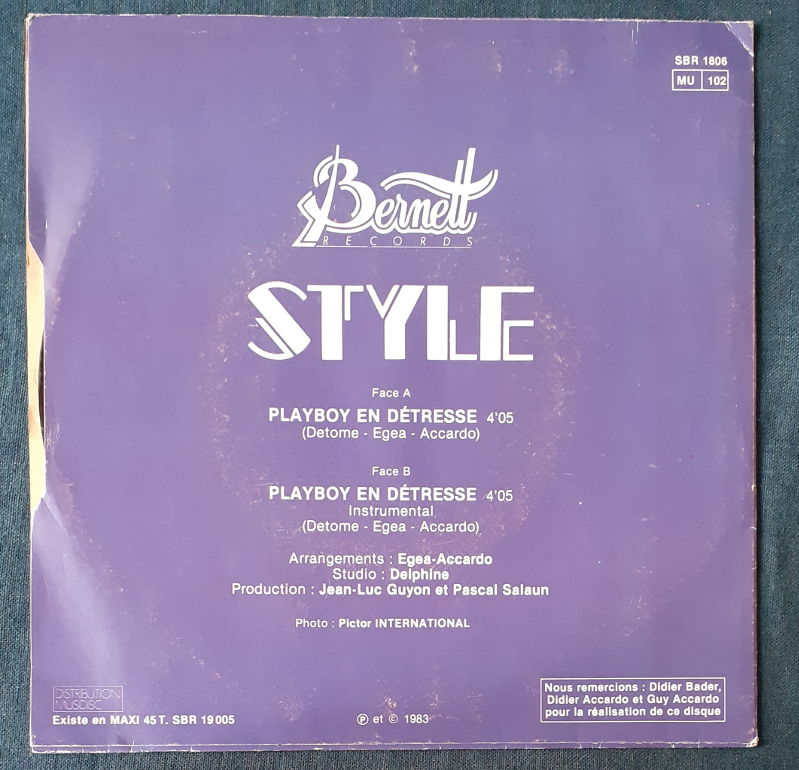 SBR 1806
MU 102
Bernett
RECORDS
STYLE
Face A
PLAYBOY EN DÉTRESSE 4'05
(Detome - Egea - Accardo)
Face B
PLAYBOY EN DÉTRESSE 4'05
Instrumental
(Detome - Egea - Accardo)
Arrangements : Egea-Accardo
Studio : Delphine
Production : Jean-Luc Guyon et Pascal Salaun
Photo : Pictor INTERNATIONAL
DISTRIBUTION
MUSIDISC
Existe en MAXI 45 T. SBR 19005
℗ et © 1983
Nous remercions : Didier Bader,
Didier Accardo et Guy Accardo
pour la réalisation de ce disque